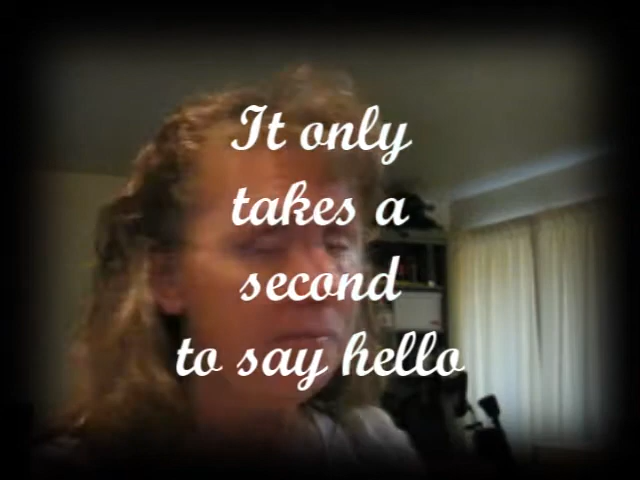 It only
takes a
second
to say hello